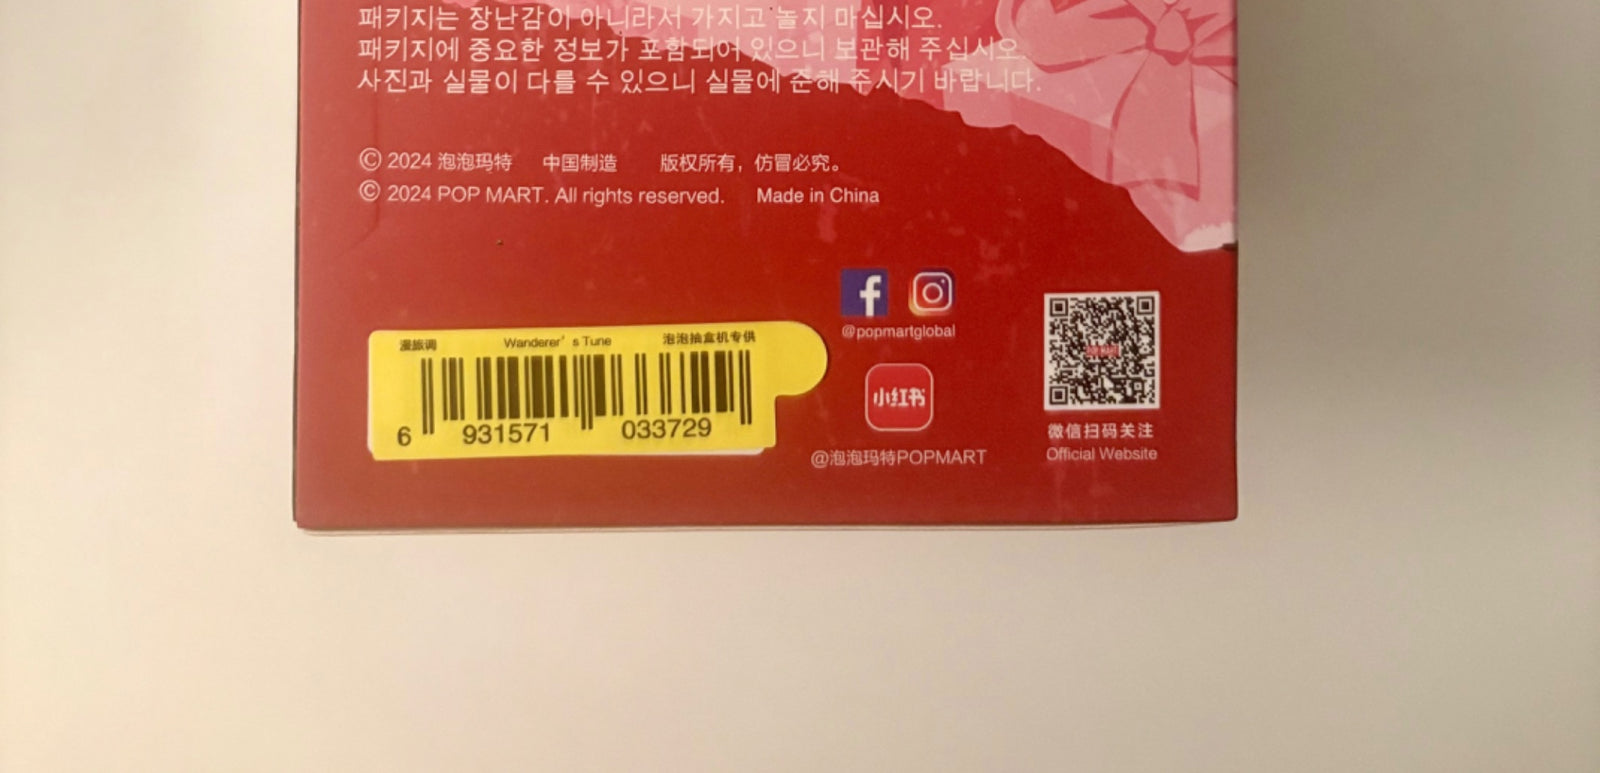 패키지는 장난감이 아니라서 가지고 놀지 마십시오.
패키지에 중요한 정보가 포함되어 있으니 보관해 주십시오.
사진과 실물이 다를 수 있으니 실물에 준해 주시기 바랍니다.
© 2024 泡泡玛特 中国制造 版权所有，仿冒必究。
© 2024 POP MART. All rights reserved. Made in China
@popmartglobal
漫旅调 Wanderer's Tune 泡泡抽盒机专供
6 931571 033729
小红书
@泡泡玛特POPMART
POP MART
微信扫码关注
Official Website